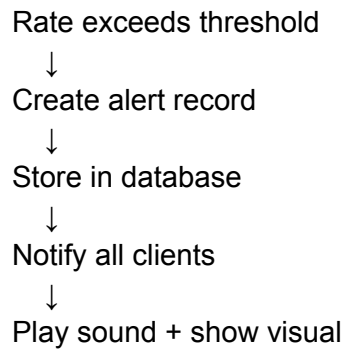 Rate exceeds threshold
↓
Create alert record
↓
Store in database
↓
Notify all clients
↓
Play sound + show visual